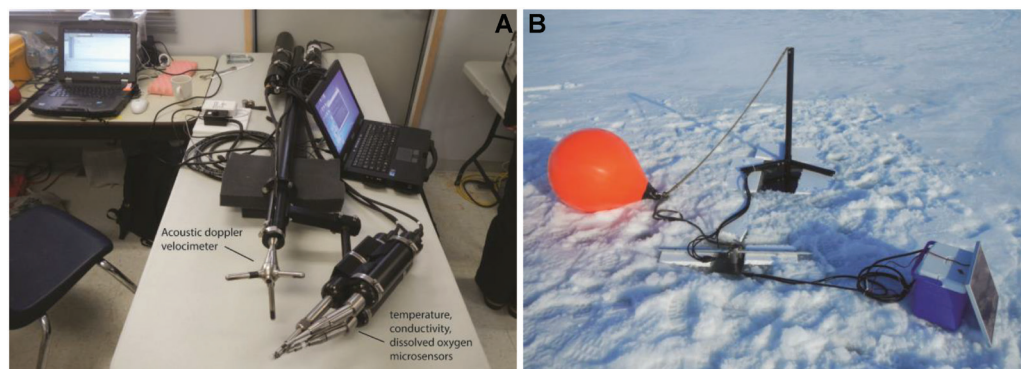 A
B
Acoustic doppler
velocimeter
temperature,
conductivity,
dissolved oxygen
microsensors